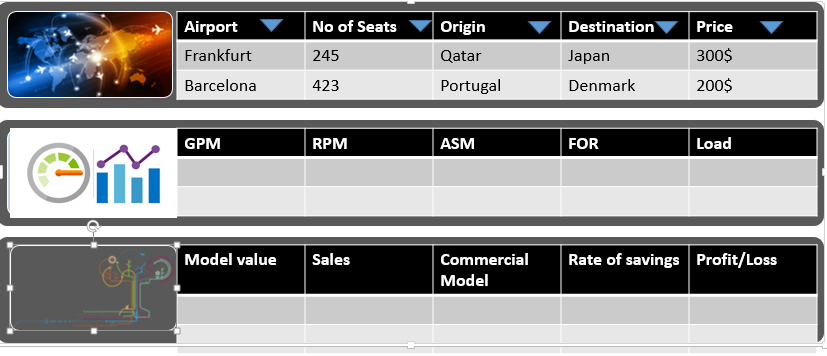 Airport No of Seats Origin Destination Price
Frankfurt 245 Qatar Japan 300$
Barcelona 423 Portugal Denmark 200$
GPM RPM ASM FOR Load
Model value Sales Commercial Model Rate of savings Profit/Loss